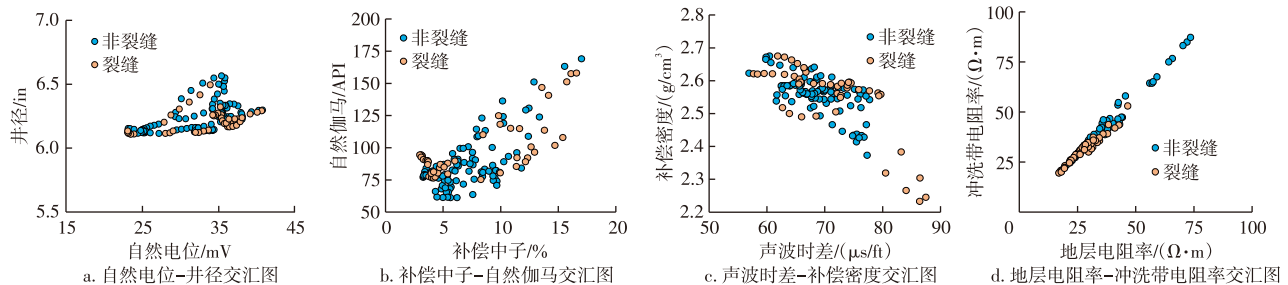 7.0
6.5
6.0
5.5
15
25
35
45
井径/in
自然电位/mV
非裂缝
裂缝
a. 自然电位-井径交汇图
200
175
150
125
100
75
50
0
5
10
15
20
自然伽马/API
补偿中子/%
非裂缝
裂缝
b. 补偿中子-自然伽马交汇图
2.8
2.7
2.6
2.5
2.4
2.3
2.2
50
60
70
80
90
补偿密度/(g/cm³)
声波时差/(μs/ft)
非裂缝
裂缝
c. 声波时差-补偿密度交汇图
100
75
50
25
0
25
50
75
100
冲洗带电阻率/(Ω·m)
地层电阻率/(Ω·m)
非裂缝
裂缝
d. 地层电阻率-冲洗带电阻率交汇图